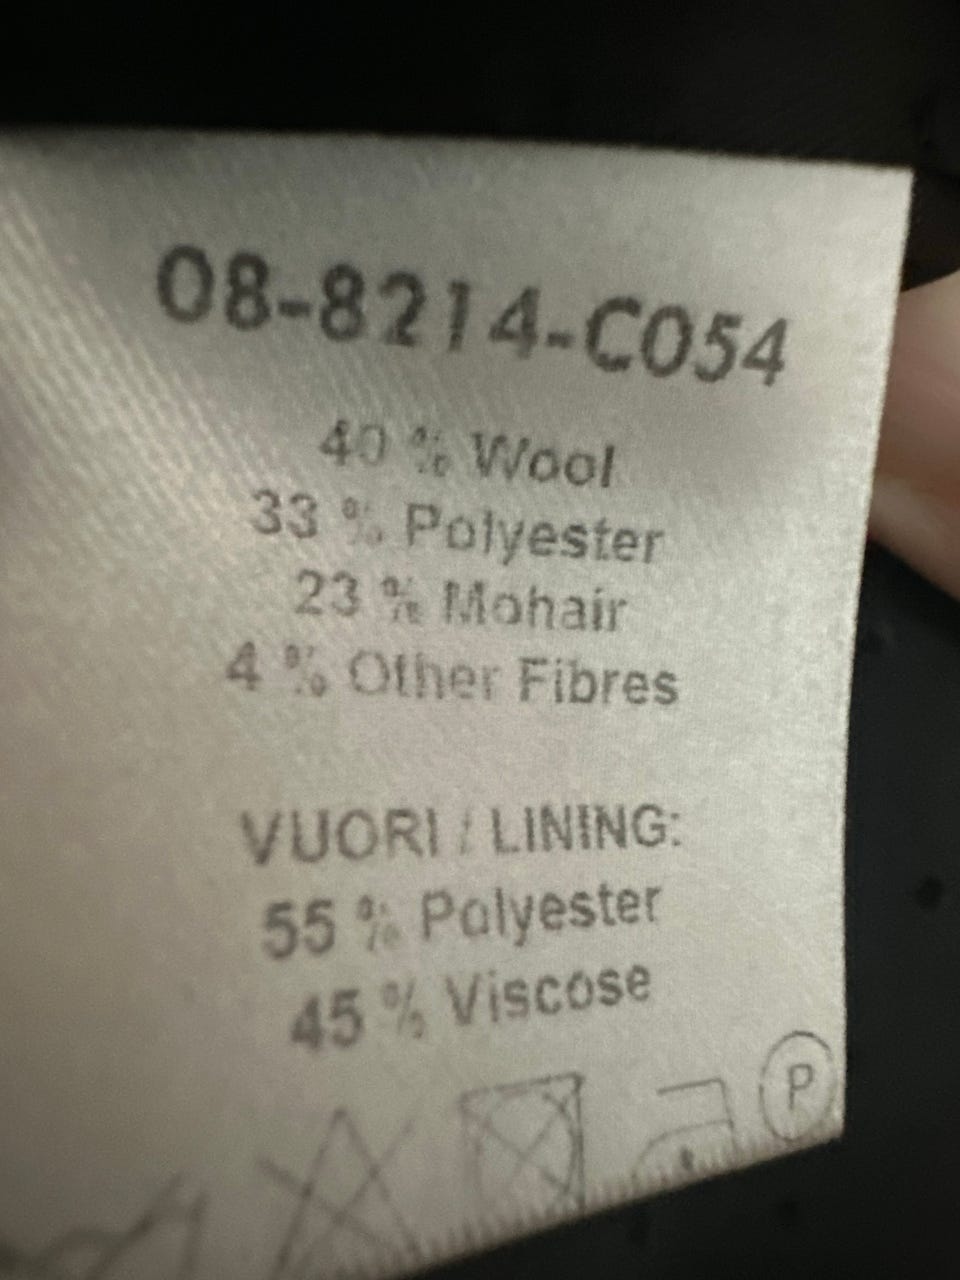 08-8214-C054
40 % Wool
33 % Polyester
23 % Mohair
4 % Other Fibres
VUORI / LINING:
55 % Polyester
45 % Viscose
P